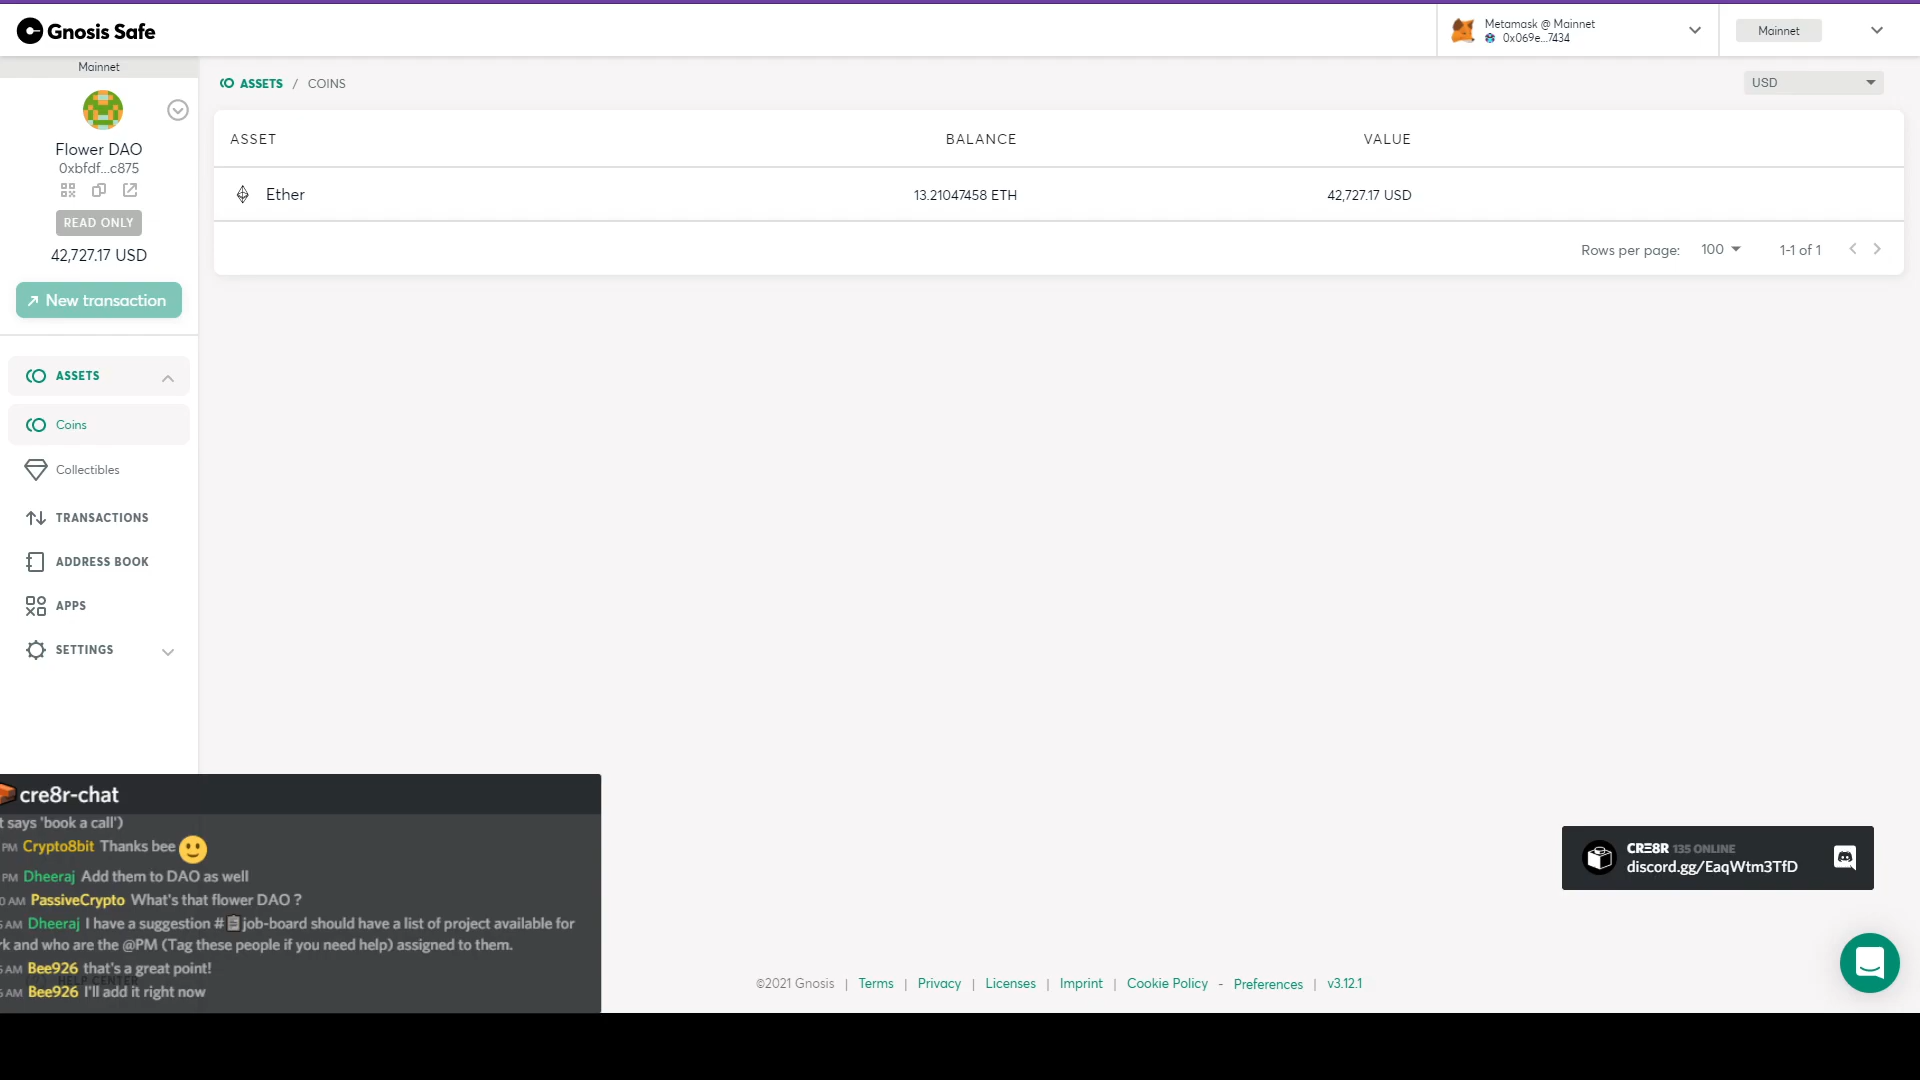 Gnosis Safe
Metamask @ Mainnet
0x069e...7434
Mainnet
Mainnet
Flower DAO
0xbfdf...c875
READ ONLY
42,727.17 USD
New transaction
ASSETS
Coins
Collectibles
TRANSACTIONS
ADDRESS BOOK
APPS
SETTINGS
ASSETS / COINS
USD
ASSET BALANCE VALUE
Ether 13.21047458 ETH 42,727.17 USD
Rows per page: 100 1-1 of 1
cre8r-chat
t says 'book a call')
PM Crypto8bit Thanks bee
PM Dheeraj Add them to DAO as well
AM PassiveCrypto What's that flower DAO ?
AM Dheeraj I have a suggestion # job-board should have a list of project available for
rk and who are the @PM (Tag these people if you need help) assigned to them.
AM Bee926 that's a great point!
AM Bee926 I'll add it right now
CRΞ8R 135 ONLINE
discord.gg/EaqWtm3TfD
©2021 Gnosis | Terms | Privacy | Licenses | Imprint | Cookie Policy - Preferences | v3.12.1